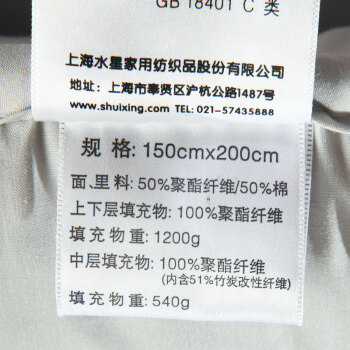 GB 18401 C 类
上海水星家用纺织品股份有限公司
上海市奉贤区沪杭公路1487号
www.shuixing.com TEL: 021-57435888
规 格: 150cmx200cm
面、里料: 50%聚酯纤维/50%棉
上下层填充物: 100%聚酯纤维
填 充 物 重: 1200g
中层填充物: 100%聚酯纤维
(内含51%竹炭改性纤维)
填 充 物 重: 540g